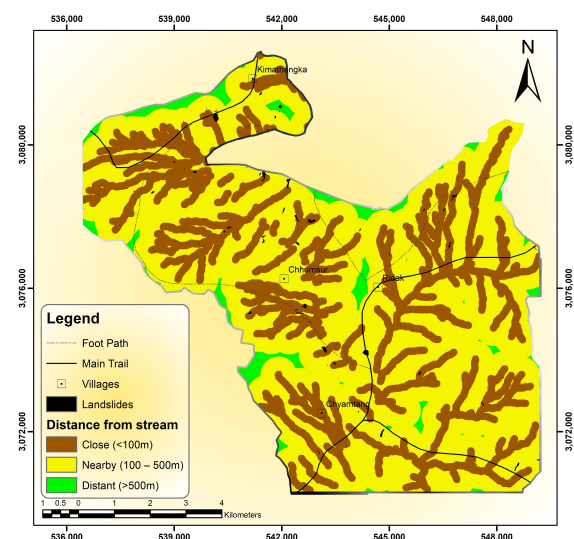 536,000 539,000 542,000 545,000 548,000
N
Kimathangka
3,080,000 3,080,000
Chhumsur
Ridak
3,076,000 3,076,000
Legend
Foot Path
Main Trail
Villages
Landslides
Distance from stream
Close (<100m)
Nearby (100 – 500m)
Distant (>500m)
Chyamtang
3,072,000 3,072,000
1 0.5 0 1 2 3 4
Kilometers
536,000 539,000 542,000 545,000 548,000